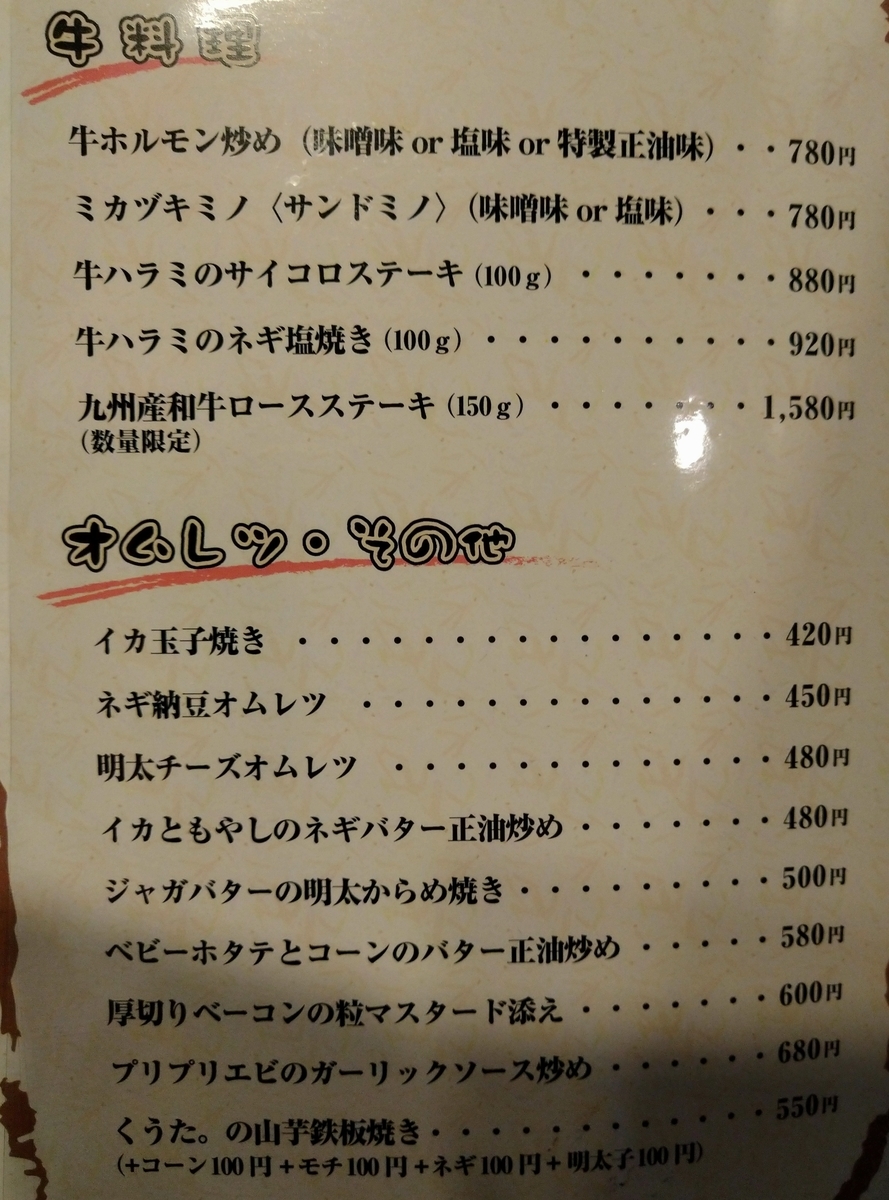 牛料理
牛ホルモン炒め（味噌味 or 塩味 or 特製正油味）・・780円
ミカヅキミノ〈サンドミノ〉（味噌味 or 塩味）・・・780円
牛ハラミのサイコロステーキ（100g）・・・・・・・880円
牛ハラミのネギ塩焼き（100g）・・・・・・・・・・920円
九州産和牛ロースステーキ（150g）・・・・・・・1,580円
（数量限定）
オムレツ・その他
イカ玉子焼き ・・・・・・・・・・・・・・・・420円
ネギ納豆オムレツ ・・・・・・・・・・・・・・450円
明太チーズオムレツ ・・・・・・・・・・・・・480円
イカともやしのネギバター正油炒め・・・・・・・480円
ジャガバターの明太からめ焼き・・・・・・・・・500円
ベビーホタテとコーンのバター正油炒め・・・・・580円
厚切りベーコンの粒マスタード添え・・・・・・・600円
プリプリエビのガーリックソース炒め・・・・・・680円
くうた。の山芋鉄板焼き・・・・・・・・・・・・550円
（+コーン100円+モチ100円+ネギ100円+明太子100円）